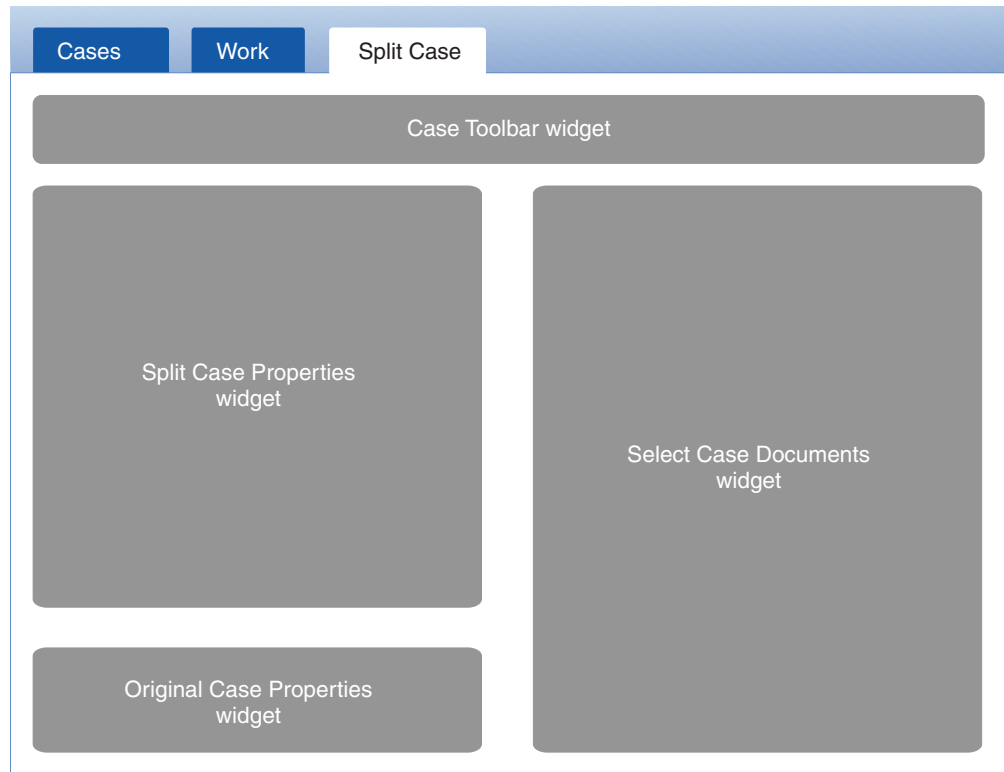 Cases
Work
Split Case
Case Toolbar widget
Split Case Properties
widget
Select Case Documents
widget
Original Case Properties
widget